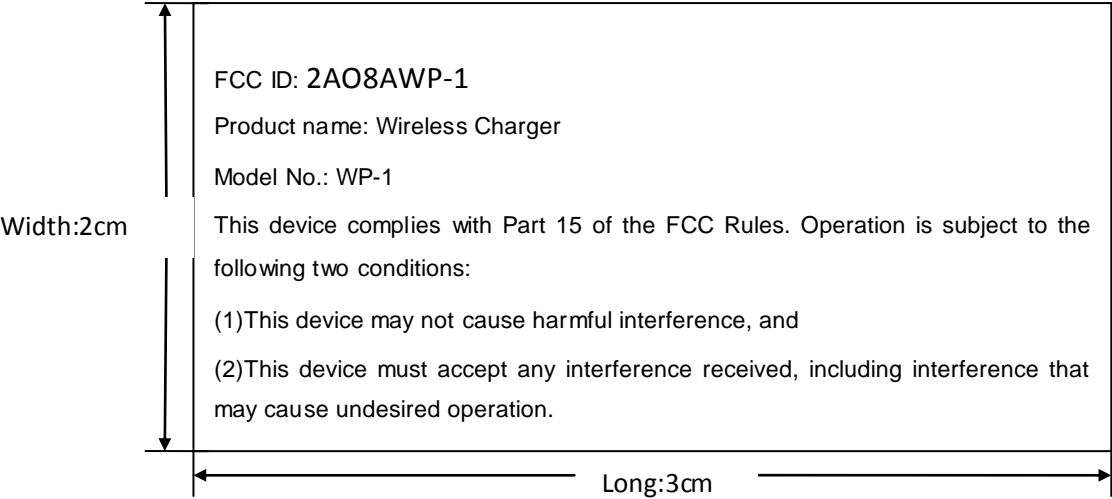 FCC ID: 2AO8AWP-1
Product name: Wireless Charger
Model No.: WP-1
Width:2cm
This device complies with Part 15 of the FCC Rules. Operation is subject to the
following two conditions:
(1)This device may not cause harmful interference, and
(2)This device must accept any interference received, including interference that
may cause undesired operation.
Long:3cm